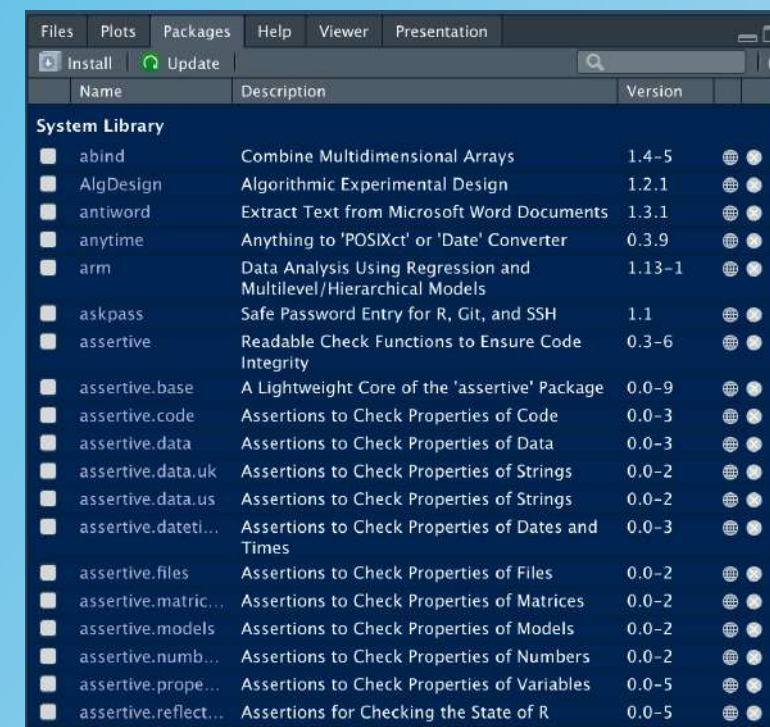 Files Plots Packages Help Viewer Presentation
Install Update
Name Description Version
System Library
abind Combine Multidimensional Arrays 1.4-5
AlgDesign Algorithmic Experimental Design 1.2.1
antiword Extract Text from Microsoft Word Documents 1.3.1
anytime Anything to 'POSIXct' or 'Date' Converter 0.3.9
arm Data Analysis Using Regression and 1.13-1
Multilevel/Hierarchical Models
askpass Safe Password Entry for R, Git, and SSH 1.1
assertive Readable Check Functions to Ensure Code 0.3-6
Integrity
assertive.base A Lightweight Core of the 'assertive' Package 0.0-9
assertive.code Assertions to Check Properties of Code 0.0-3
assertive.data Assertions to Check Properties of Data 0.0-3
assertive.data.uk Assertions to Check Properties of Strings 0.0-2
assertive.data.us Assertions to Check Properties of Strings 0.0-2
assertive.dateti... Assertions to Check Properties of Dates and 0.0-3
Times
assertive.files Assertions to Check Properties of Files 0.0-2
assertive.matric... Assertions to Check Properties of Matrices 0.0-2
assertive.models Assertions to Check Properties of Models 0.0-2
assertive.numb... Assertions to Check Properties of Numbers 0.0-2
assertive.prope... Assertions to Check Properties of Variables 0.0-5
assertive.reflect... Assertions for Checking the State of R 0.0-5